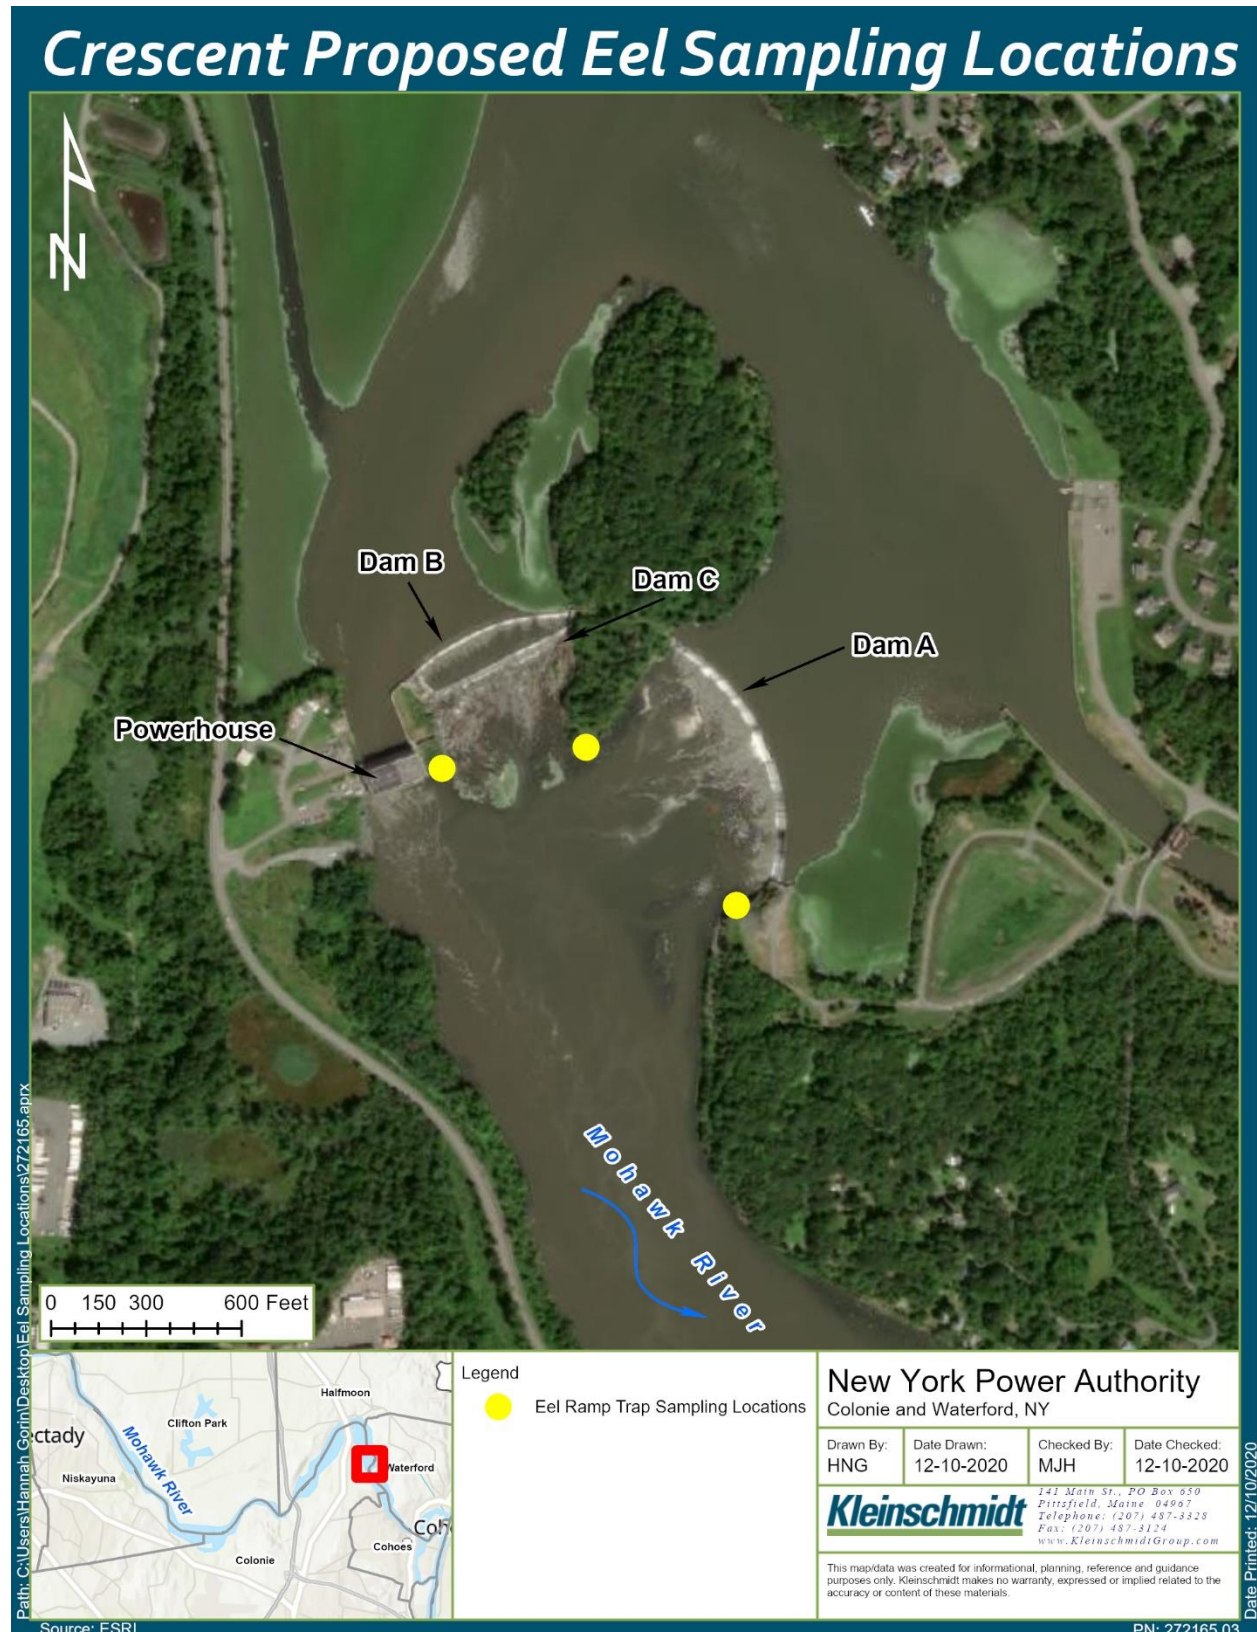 Crescent Proposed Eel Sampling Locations
N
Dam B
Dam C
Dam A
Powerhouse
Mohawk River
0 150 300 600 Feet
Path: C:\Users\Hannah Gorin\Desktop\Eel Sampling Locations\272165.aprx
Halfmoon
Clifton Park
ctady
Mohawk River
Niskayuna
Waterford
Coh
Cohoes
Colonie
Legend
Eel Ramp Trap Sampling Locations
New York Power Authority
Colonie and Waterford, NY
Drawn By:
HNG
Date Drawn:
12-10-2020
Checked By:
MJH
Date Checked:
12-10-2020
Kleinschmidt
141 Main St., PO Box 650
Pittsfield, Maine 04967
Telephone: (207) 487-3328
Fax: (207) 487-3124
www.KleinschmidtGroup.com
This map/data was created for informational, planning, reference and guidance
purposes only. Kleinschmidt makes no warranty, expressed or implied related to the
accuracy or content of these materials.
Date Printed: 12/10/2020
Source: ESRI
PN: 272165.03